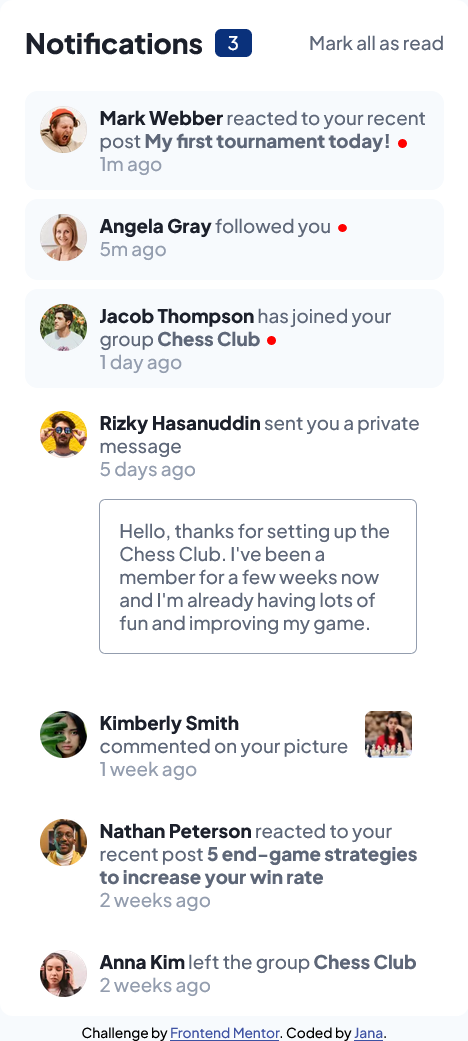 Notifications 3 Mark all as read
Mark Webber reacted to your recent
post My first tournament today!
1m ago
Angela Gray followed you
5m ago
Jacob Thompson has joined your
group Chess Club
1 day ago
Rizky Hasanuddin sent you a private
message
5 days ago
Hello, thanks for setting up the
Chess Club. I've been a
member for a few weeks now
and I'm already having lots of
fun and improving my game.
Kimberly Smith
commented on your picture
1 week ago
Nathan Peterson reacted to your
recent post 5 end-game strategies
to increase your win rate
2 weeks ago
Anna Kim left the group Chess Club
2 weeks ago
Challenge by Frontend Mentor. Coded by Jana.